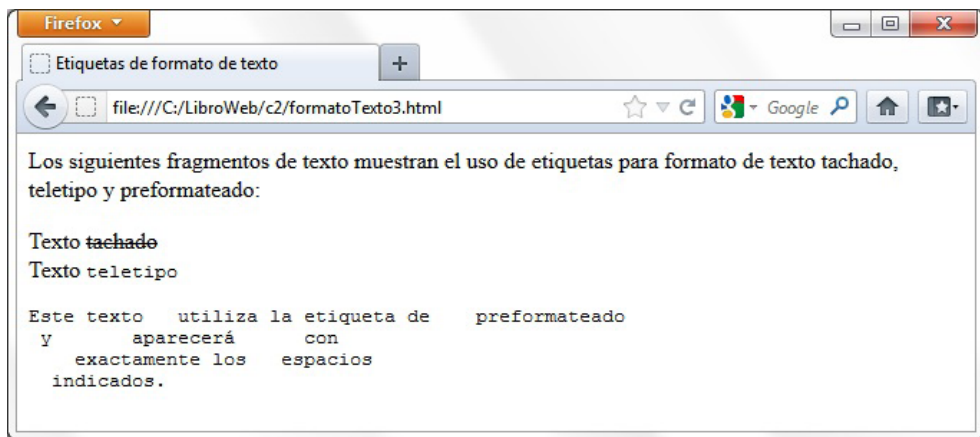 Firefox
Etiquetas de formato de texto
file:///C:/LibroWeb/c2/formatoTexto3.html
Google
Los siguientes fragmentos de texto muestran el uso de etiquetas para formato de texto tachado,
teletipo y preformateado:
Texto tachado
Texto teletipo
Este texto   utiliza la etiqueta de    preformateado
 y       aparecerá      con
    exactamente los   espacios
  indicados.